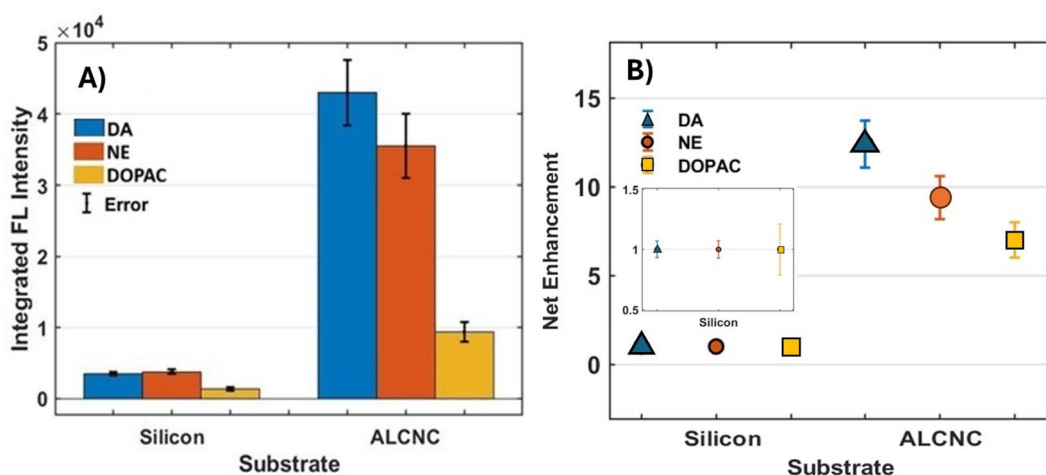 ×10⁴
A)
5
4
3
2
1
0
Integrated FL Intensity
DA
NE
DOPAC
Error
Silicon
ALCNC
Substrate
B)
15
10
5
0
Net Enhancement
DA
NE
DOPAC
1.5
1
0.5
Silicon
Silicon
ALCNC
Substrate